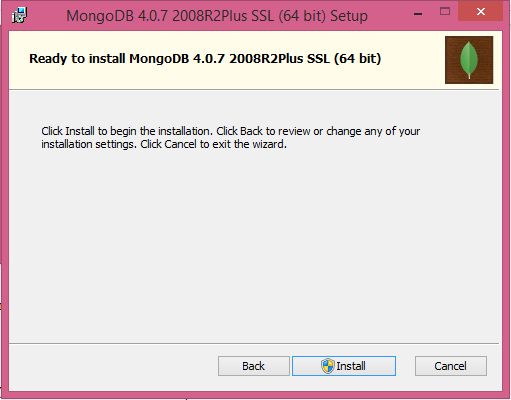 MongoDB 4.0.7 2008R2Plus SSL (64 bit) Setup
Ready to install MongoDB 4.0.7 2008R2Plus SSL (64 bit)
Click Install to begin the installation. Click Back to review or change any of your
installation settings. Click Cancel to exit the wizard.
Back
Install
Cancel